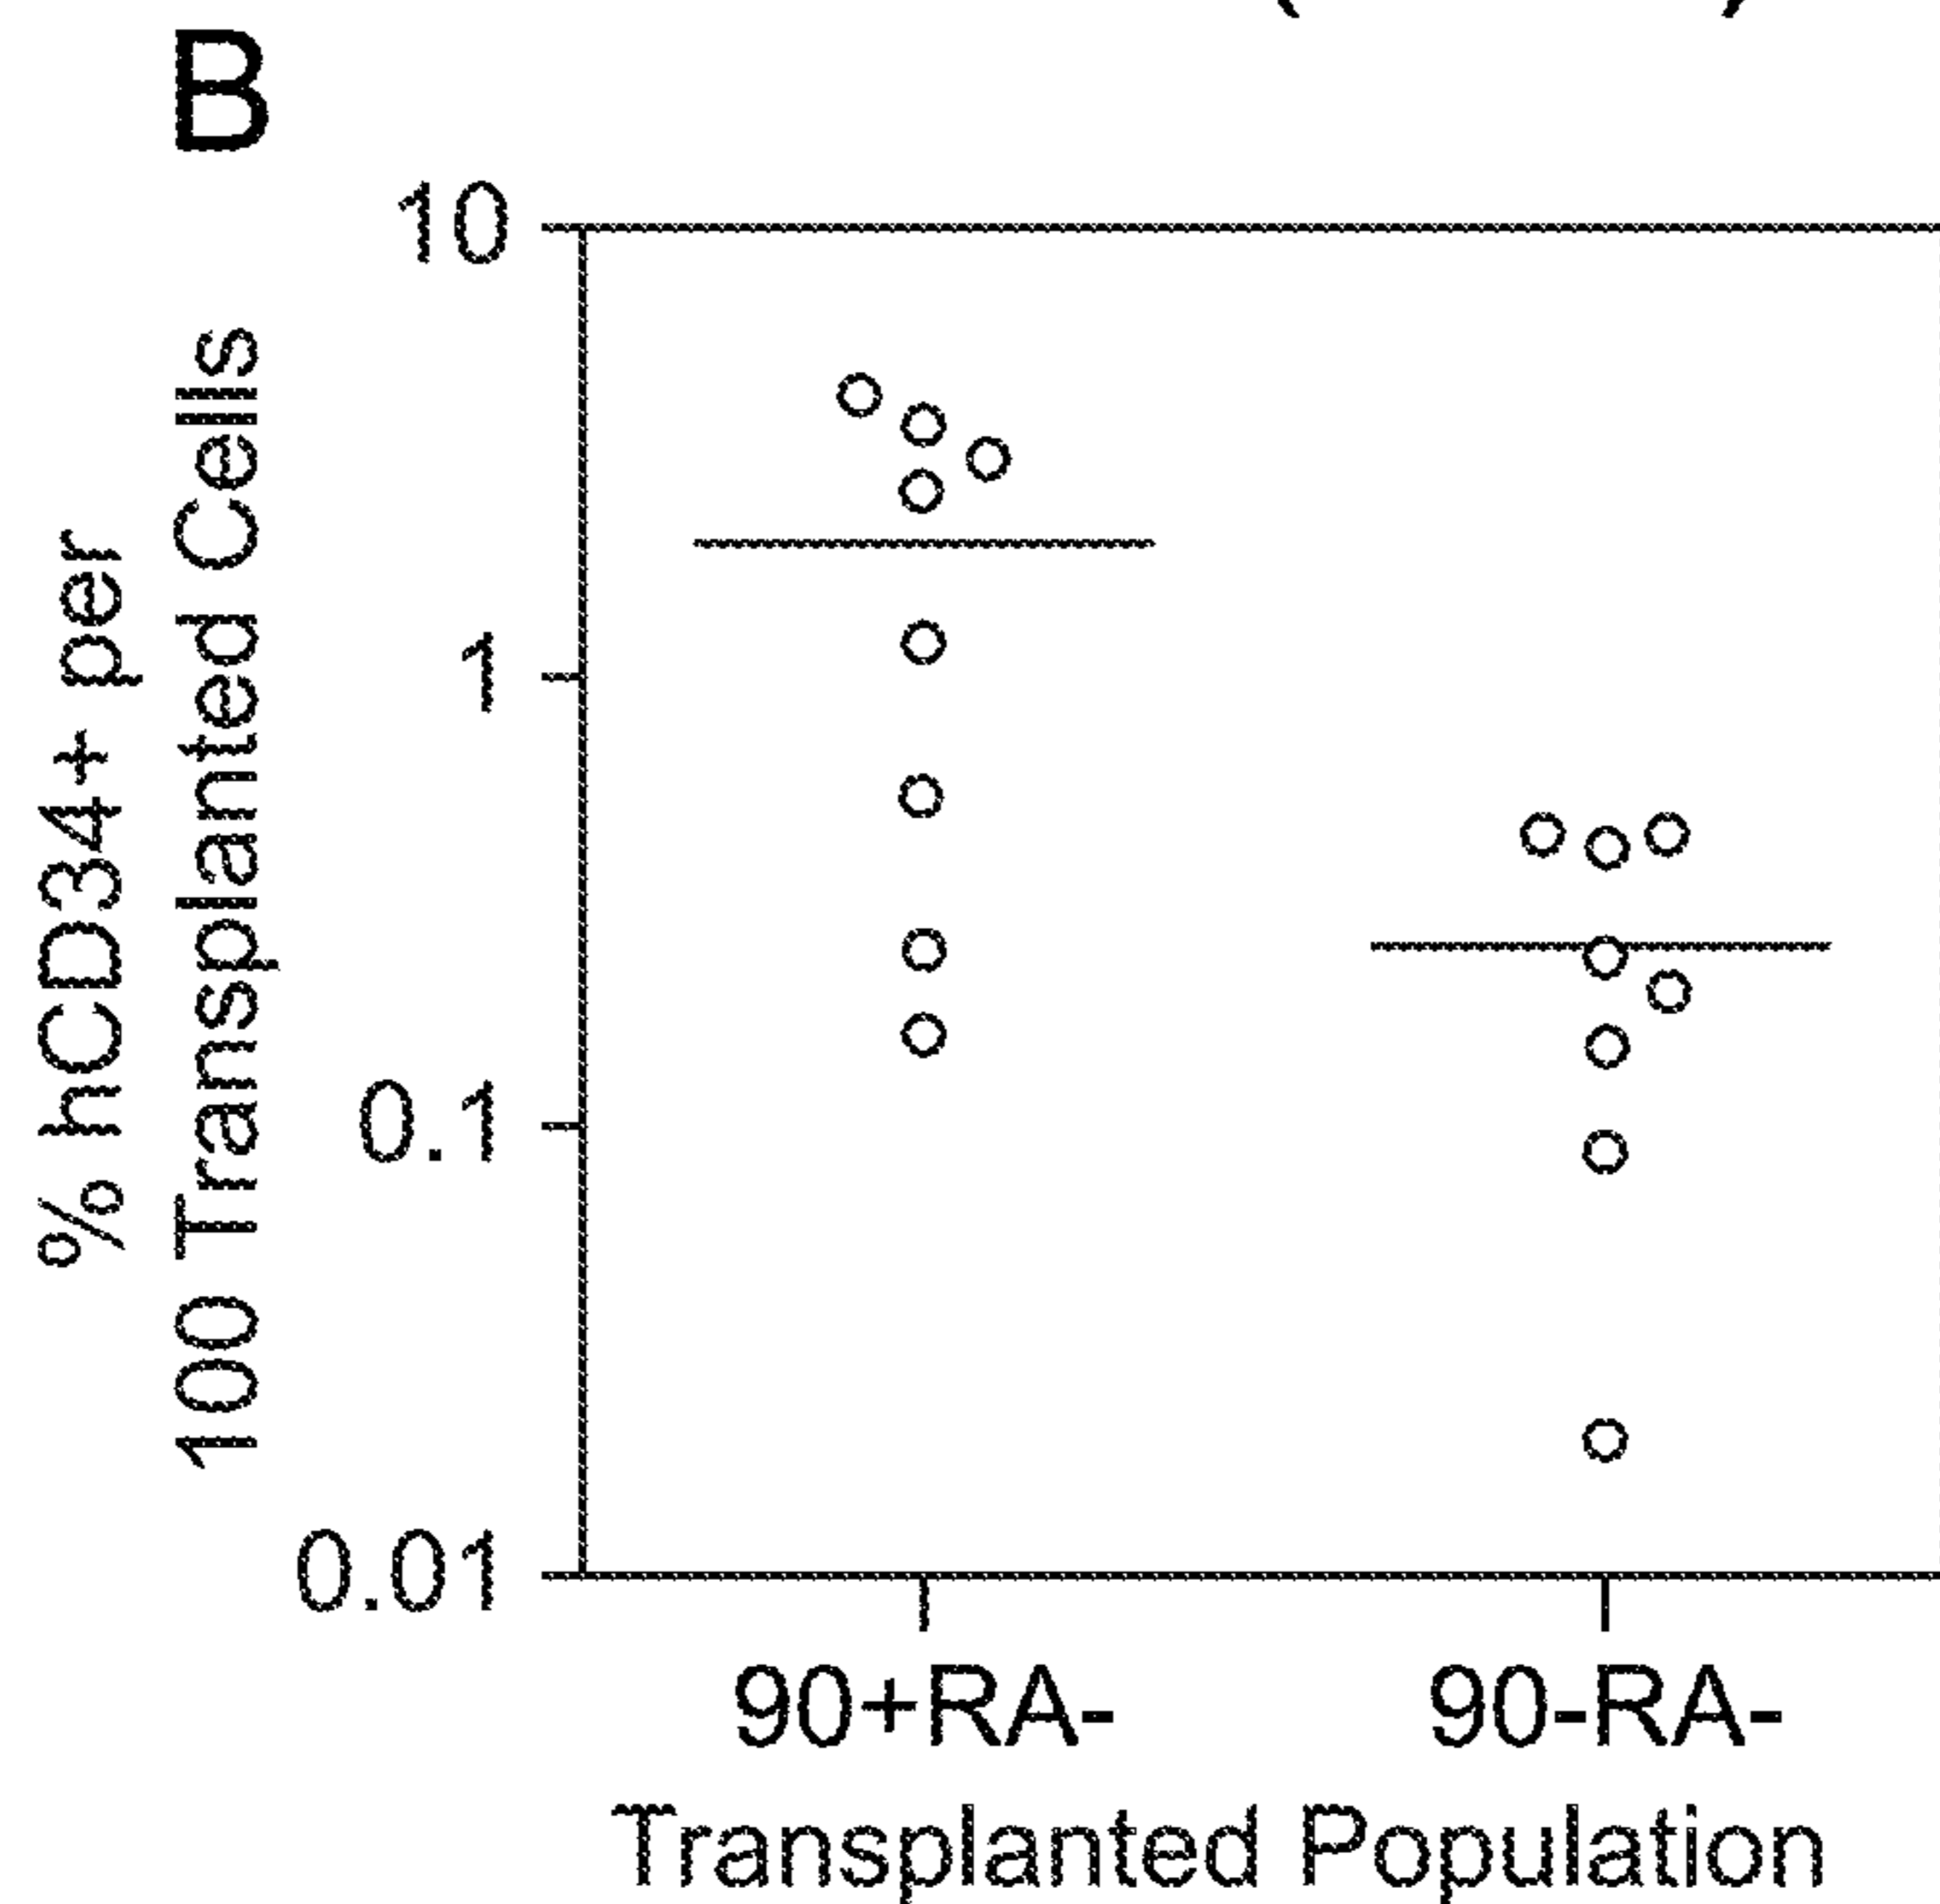 B
% hCD34+ per
100 Transplanted Cells
10
1
0.1
0.01
90+RA-
90-RA-
Transplanted Population